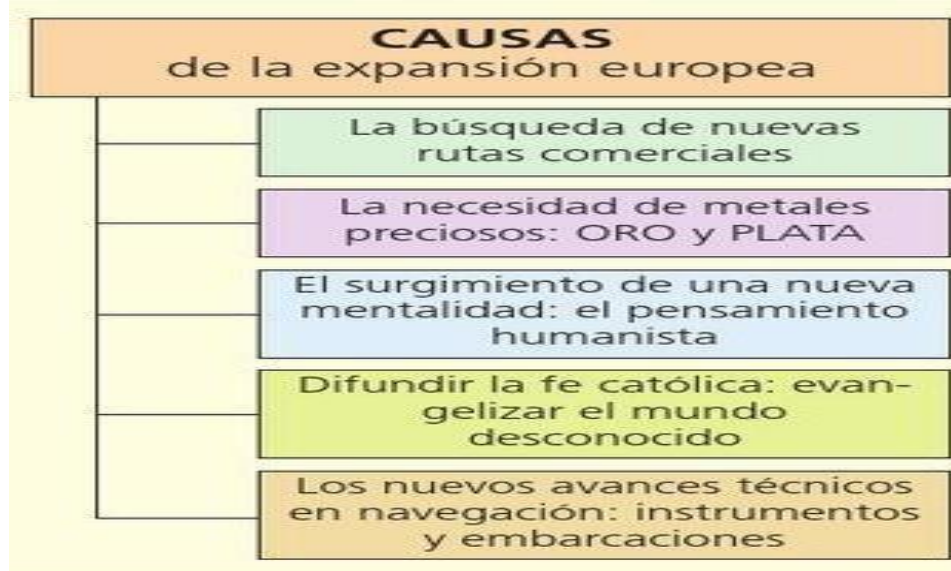 CAUSAS
de la expansión europea
La búsqueda de nuevas
rutas comerciales
La necesidad de metales
preciosos: ORO y PLATA
El surgimiento de una nueva
mentalidad: el pensamiento
humanista
Difundir la fe católica: evan-
gelizar el mundo
desconocido
Los nuevos avances técnicos
en navegación: instrumentos
y embarcaciones